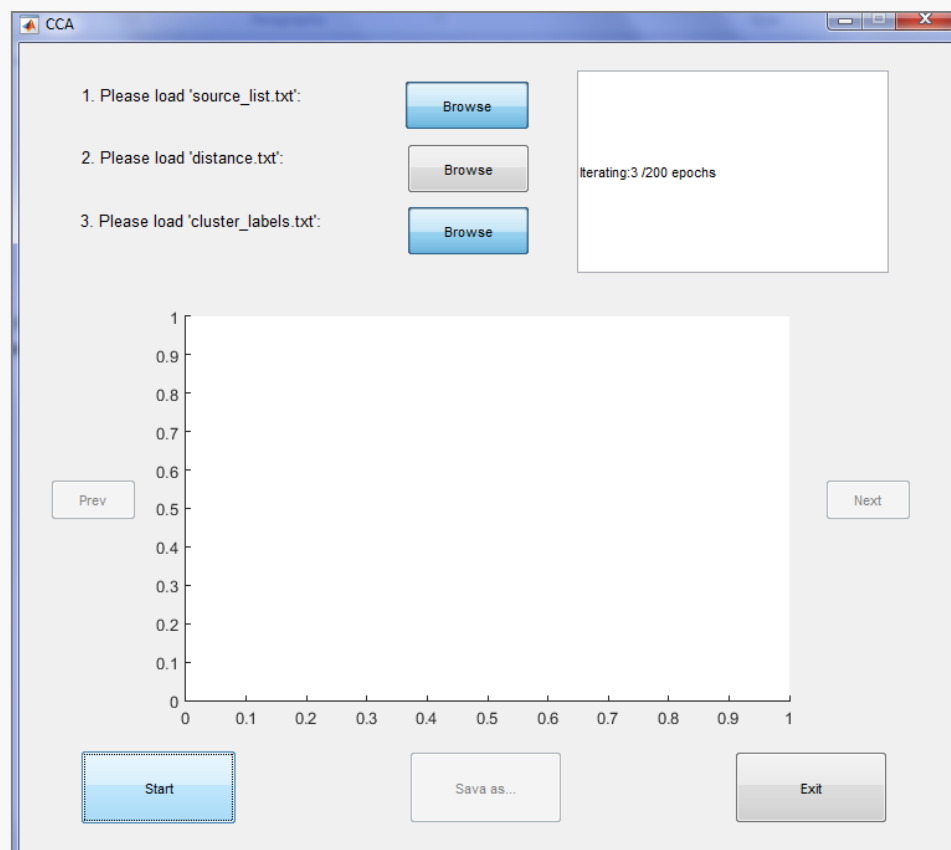 CCA
1. Please load 'source_list.txt':
Browse
2. Please load 'distance.txt':
Browse
3. Please load 'cluster_labels.txt':
Browse
Iterating:3 /200 epochs
1
0.9
0.8
0.7
0.6
0.5
0.4
0.3
0.2
0.1
0
0 0.1 0.2 0.3 0.4 0.5 0.6 0.7 0.8 0.9 1
Prev
Next
Start
Sava as...
Exit